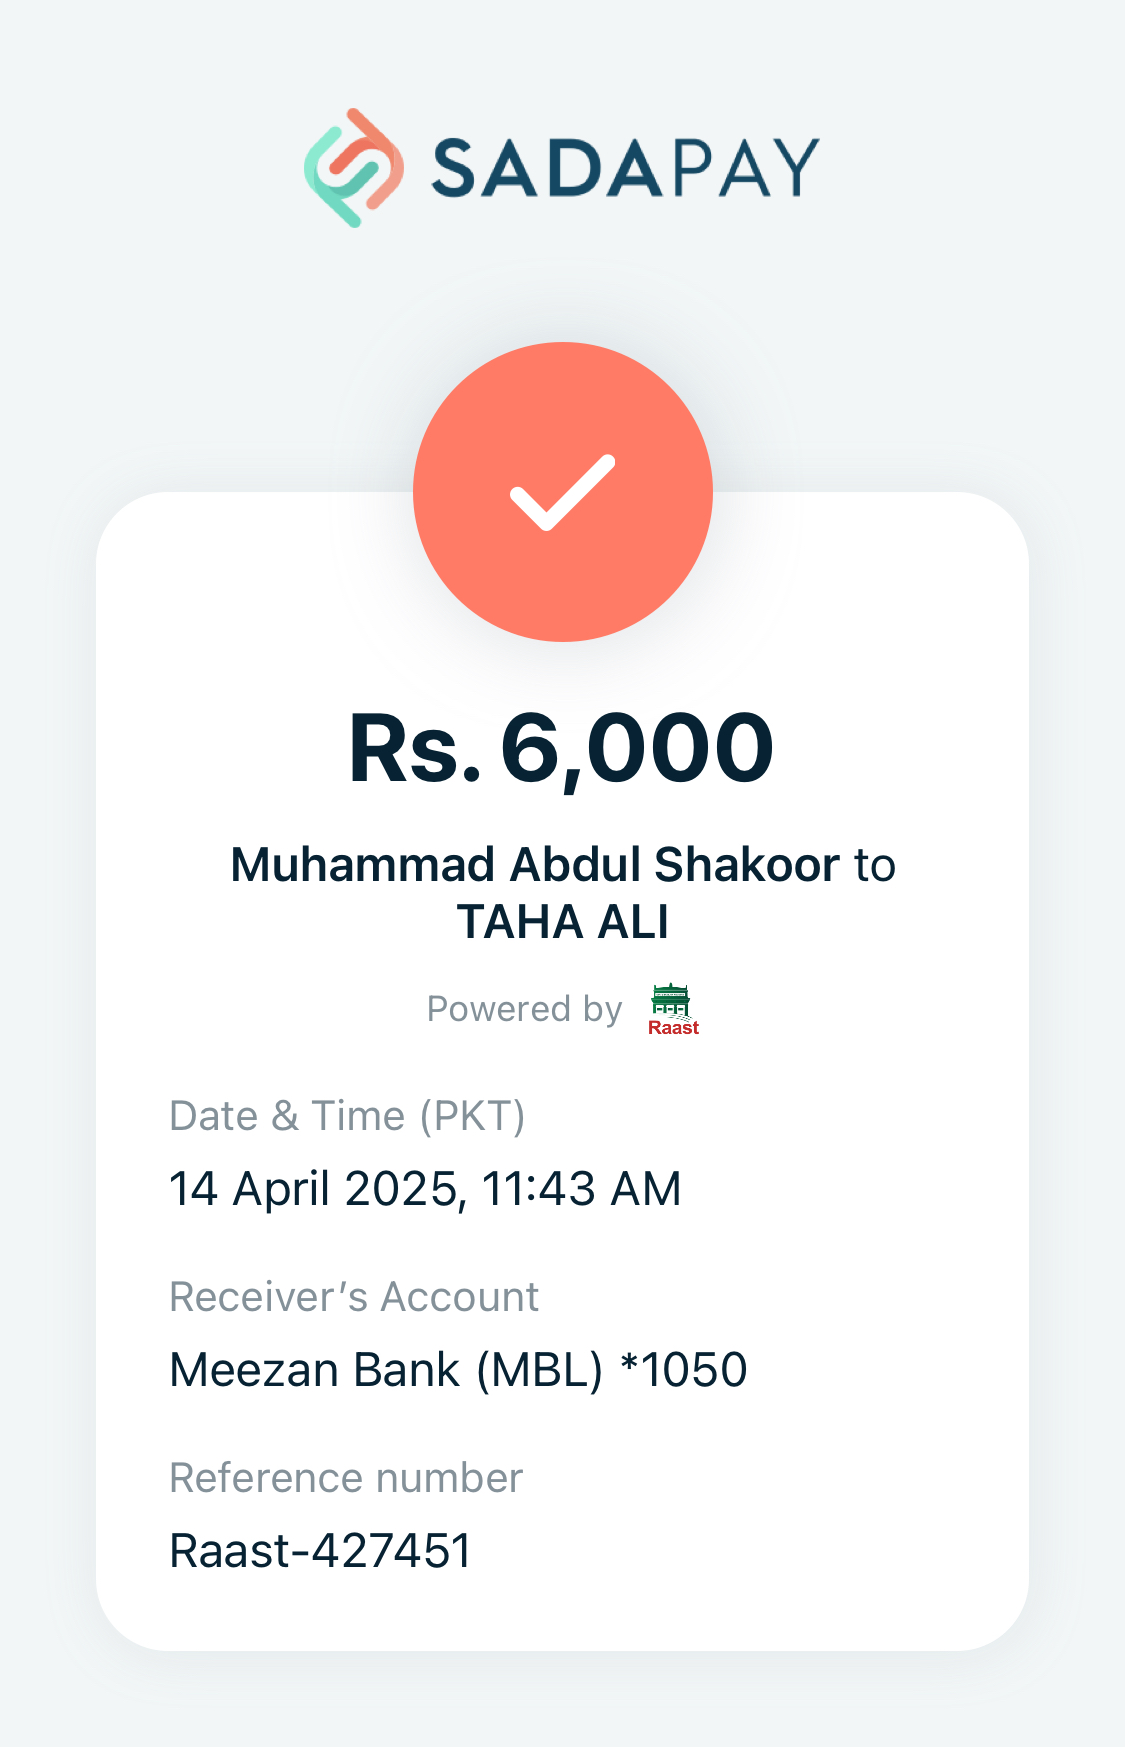 SADAPAY
Rs. 6,000
Muhammad Abdul Shakoor to
TAHA ALI
Powered by Raast
Date & Time (PKT)
14 April 2025, 11:43 AM
Receiver’s Account
Meezan Bank (MBL) *1050
Reference number
Raast-427451